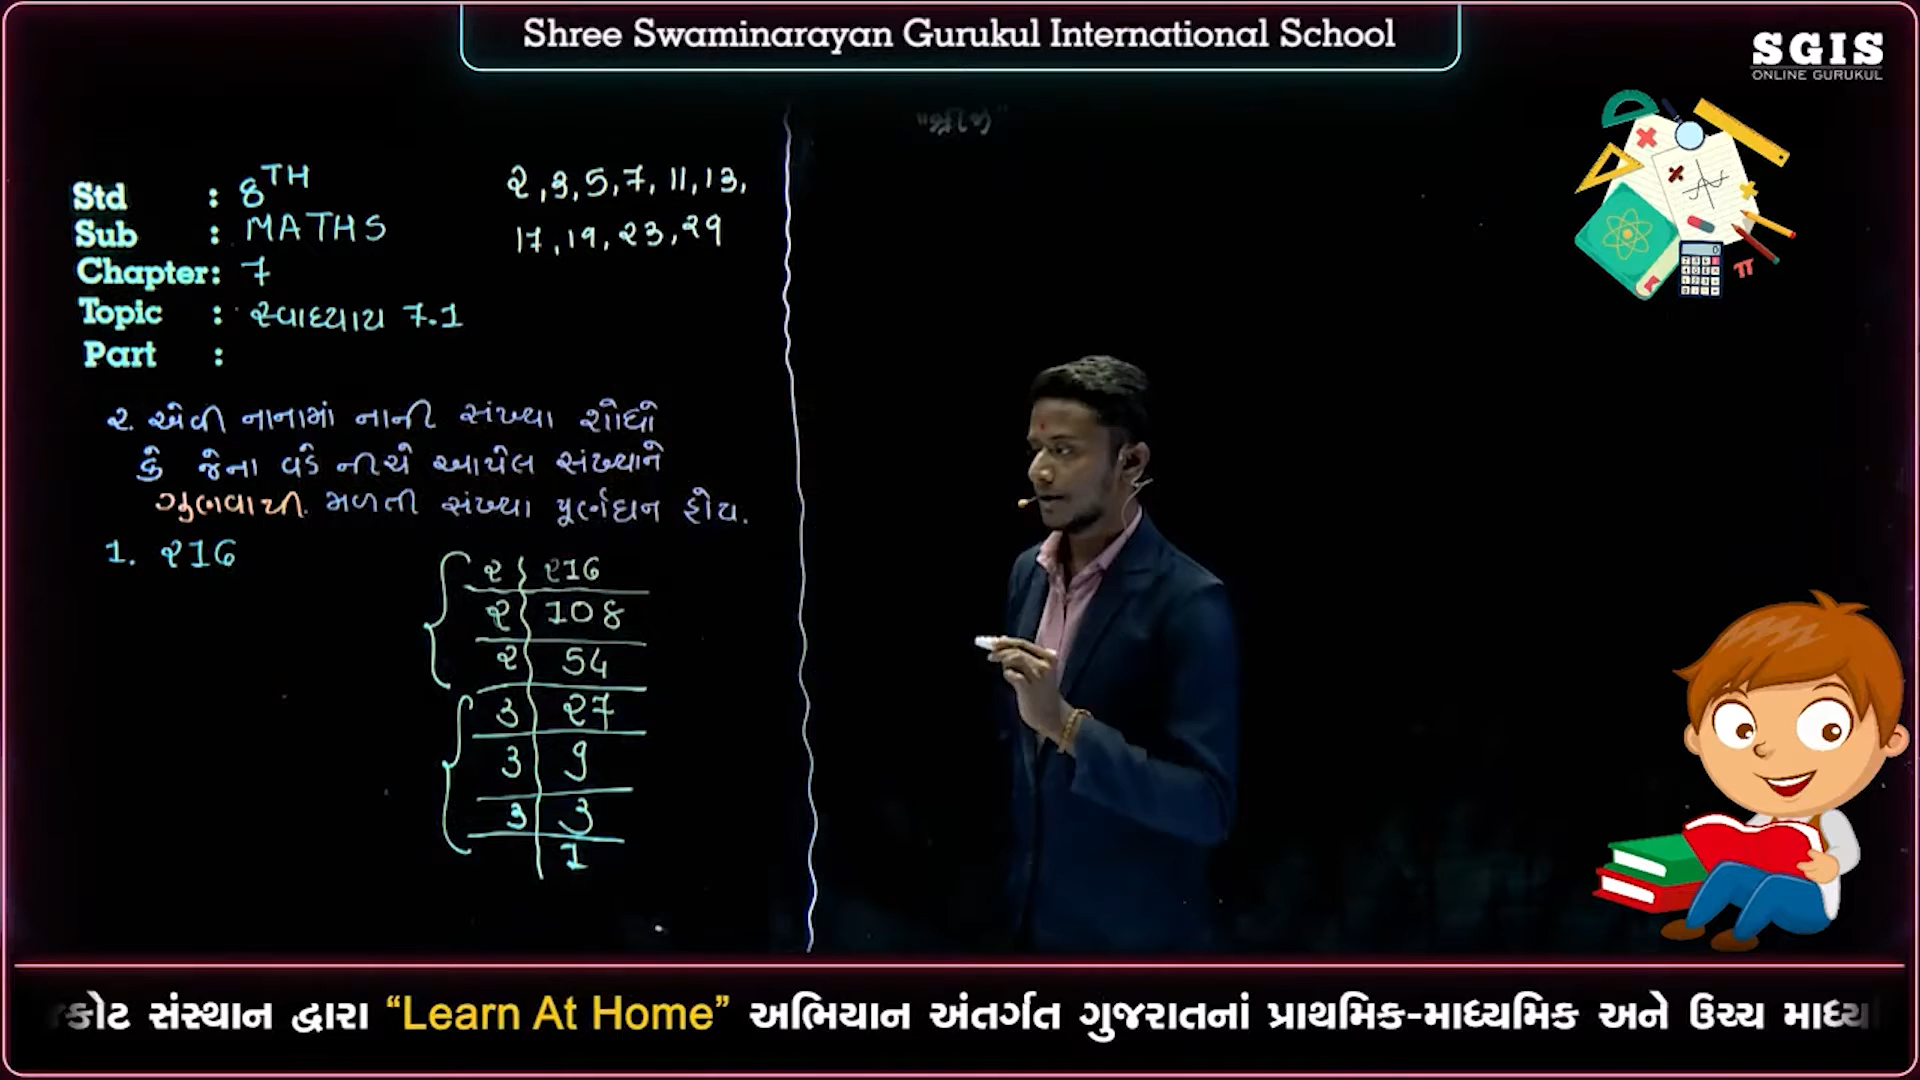 Shree Swaminarayan Gurukul International School
SGIS
ONLINE GURUKUL
Std : 8TH
Sub : MATHS
Chapter: 7
Topic : સ્વાધ્યાય 7.1
Part :
૨,૩,5,7,11,13,
17,19,૨3,૨9
૨. એવી નાનામાં નાની સંખ્યા શોધો
કે જેના વડે નીચે આપેલ સંખ્યાને
ગુણવાથી મળતી સંખ્યા પૂર્ણઘન હોય.
1. ૨16
૨ ૨16
૨ 108
૨ 54
3 ૨7
3 9
3 3
1
કોટ સંસ્થાન દ્વારા “Learn At Home” અભિયાન અંતર્ગત ગુજરાતનાં પ્રાથમિક-માધ્યમિક અને ઉચ્ચ માધ્ય